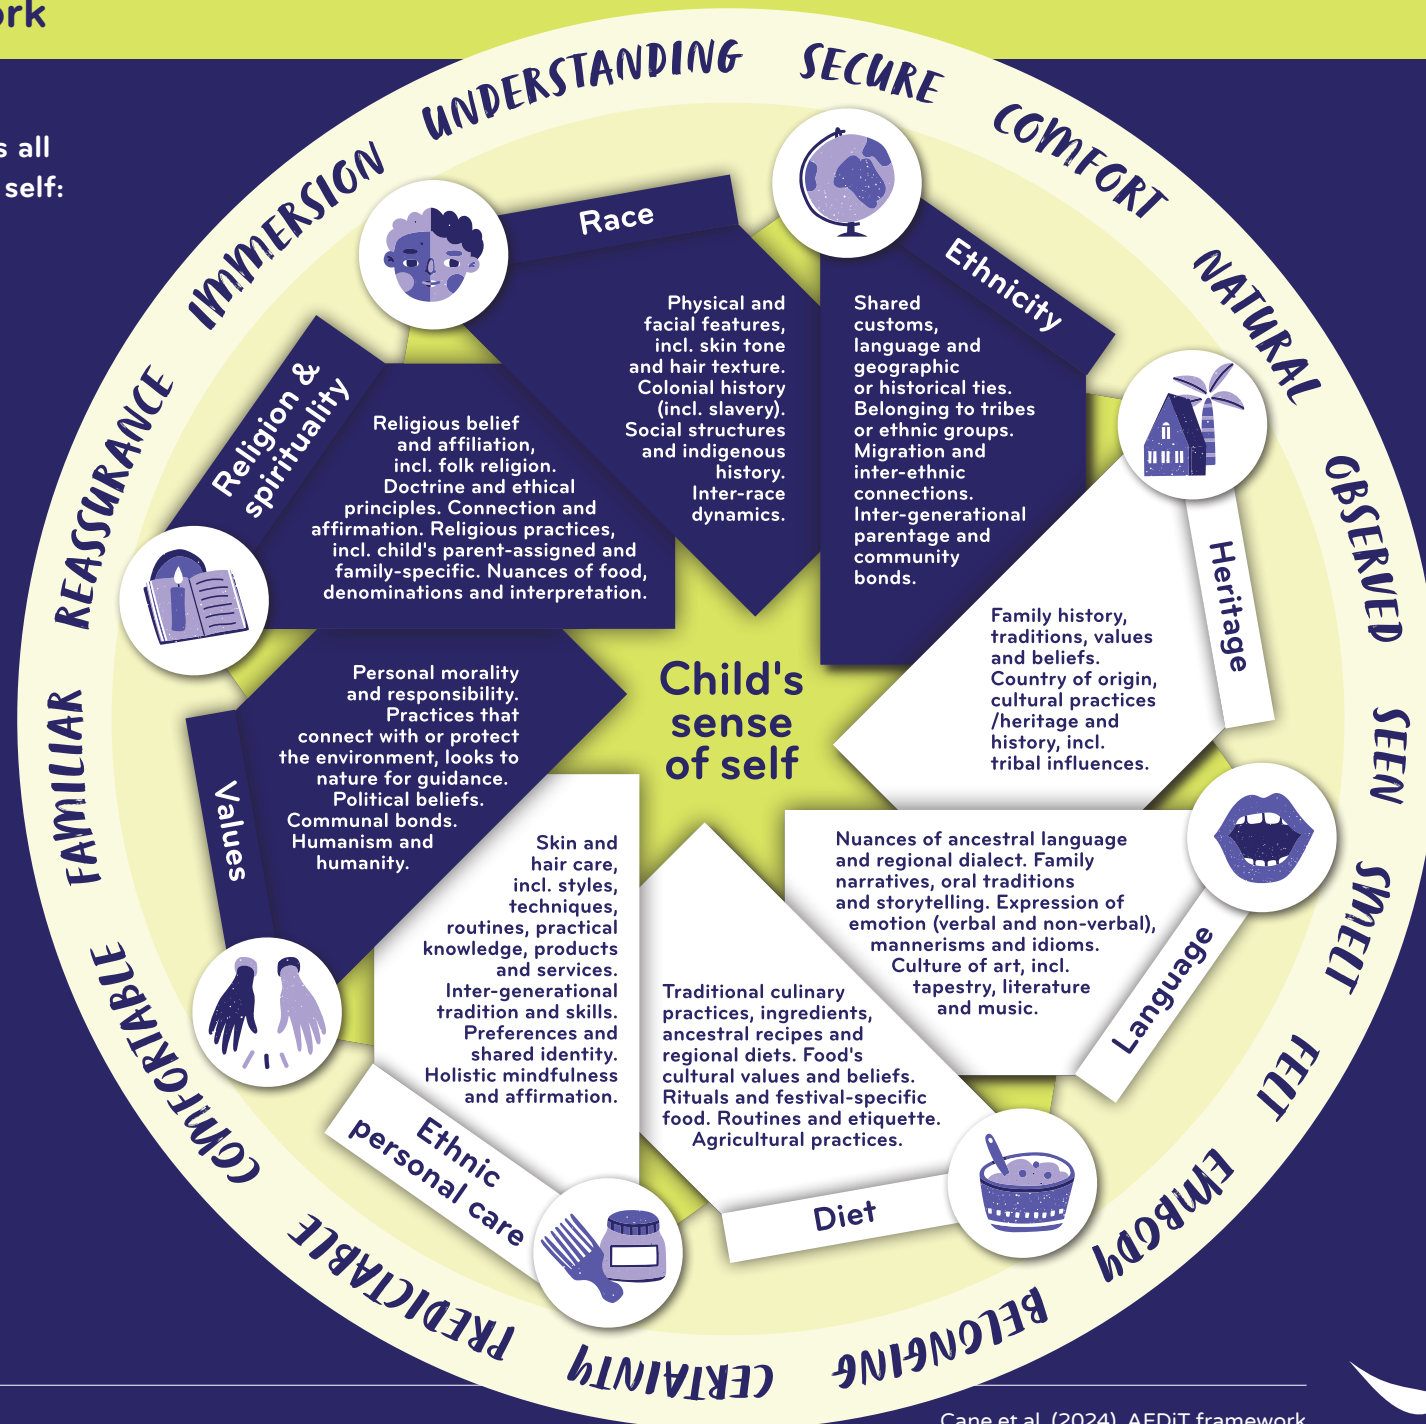 ork
s all
self:
UNDERSTANDING
SECURE
COMFORT
NATURAL
OBSERVED
SEEN
SMELT
FELT
EMBODY
BELONGING
CERTAINTY
PREDICTABLE
COMFORTABLE
FAMILIAR
REASSURANCE
IMMERSION
Race
Physical and
facial features,
incl. skin tone
and hair texture.
Colonial history
(incl. slavery).
Social structures
and indigenous
history.
Inter-race
dynamics.
Ethnicity
Shared
customs,
language and
geographic
or historical ties.
Belonging to tribes
or ethnic groups.
Migration and
inter-ethnic
connections.
Inter-generational
parentage and
community
bonds.
Heritage
Family history,
traditions, values
and beliefs.
Country of origin,
cultural practices
/heritage and
history, incl.
tribal influences.
Language
Nuances of ancestral language
and regional dialect. Family
narratives, oral traditions
and storytelling. Expression of
emotion (verbal and non-verbal),
mannerisms and idioms.
Culture of art, incl.
tapestry, literature
and music.
Diet
Traditional culinary
practices, ingredients,
ancestral recipes and
regional diets. Food's
cultural values and beliefs.
Rituals and festival-specific
food. Routines and etiquette.
Agricultural practices.
Ethnic
personal care
Skin and
hair care,
incl. styles,
techniques,
routines, practical
knowledge, products
and services.
Inter-generational
tradition and skills.
Preferences and
shared identity.
Holistic mindfulness
and affirmation.
Values
Personal morality
and responsibility.
Practices that
connect with or protect
the environment, looks to
nature for guidance.
Political beliefs.
Communal bonds.
Humanism and
humanity.
Religion &
spirituality
Religious belief
and affiliation,
incl. folk religion.
Doctrine and ethical
principles. Connection and
affirmation. Religious practices,
incl. child's parent-assigned and
family-specific. Nuances of food,
denominations and interpretation.
Child's
sense
of self
Cane et al. (2024). AEDiT framework